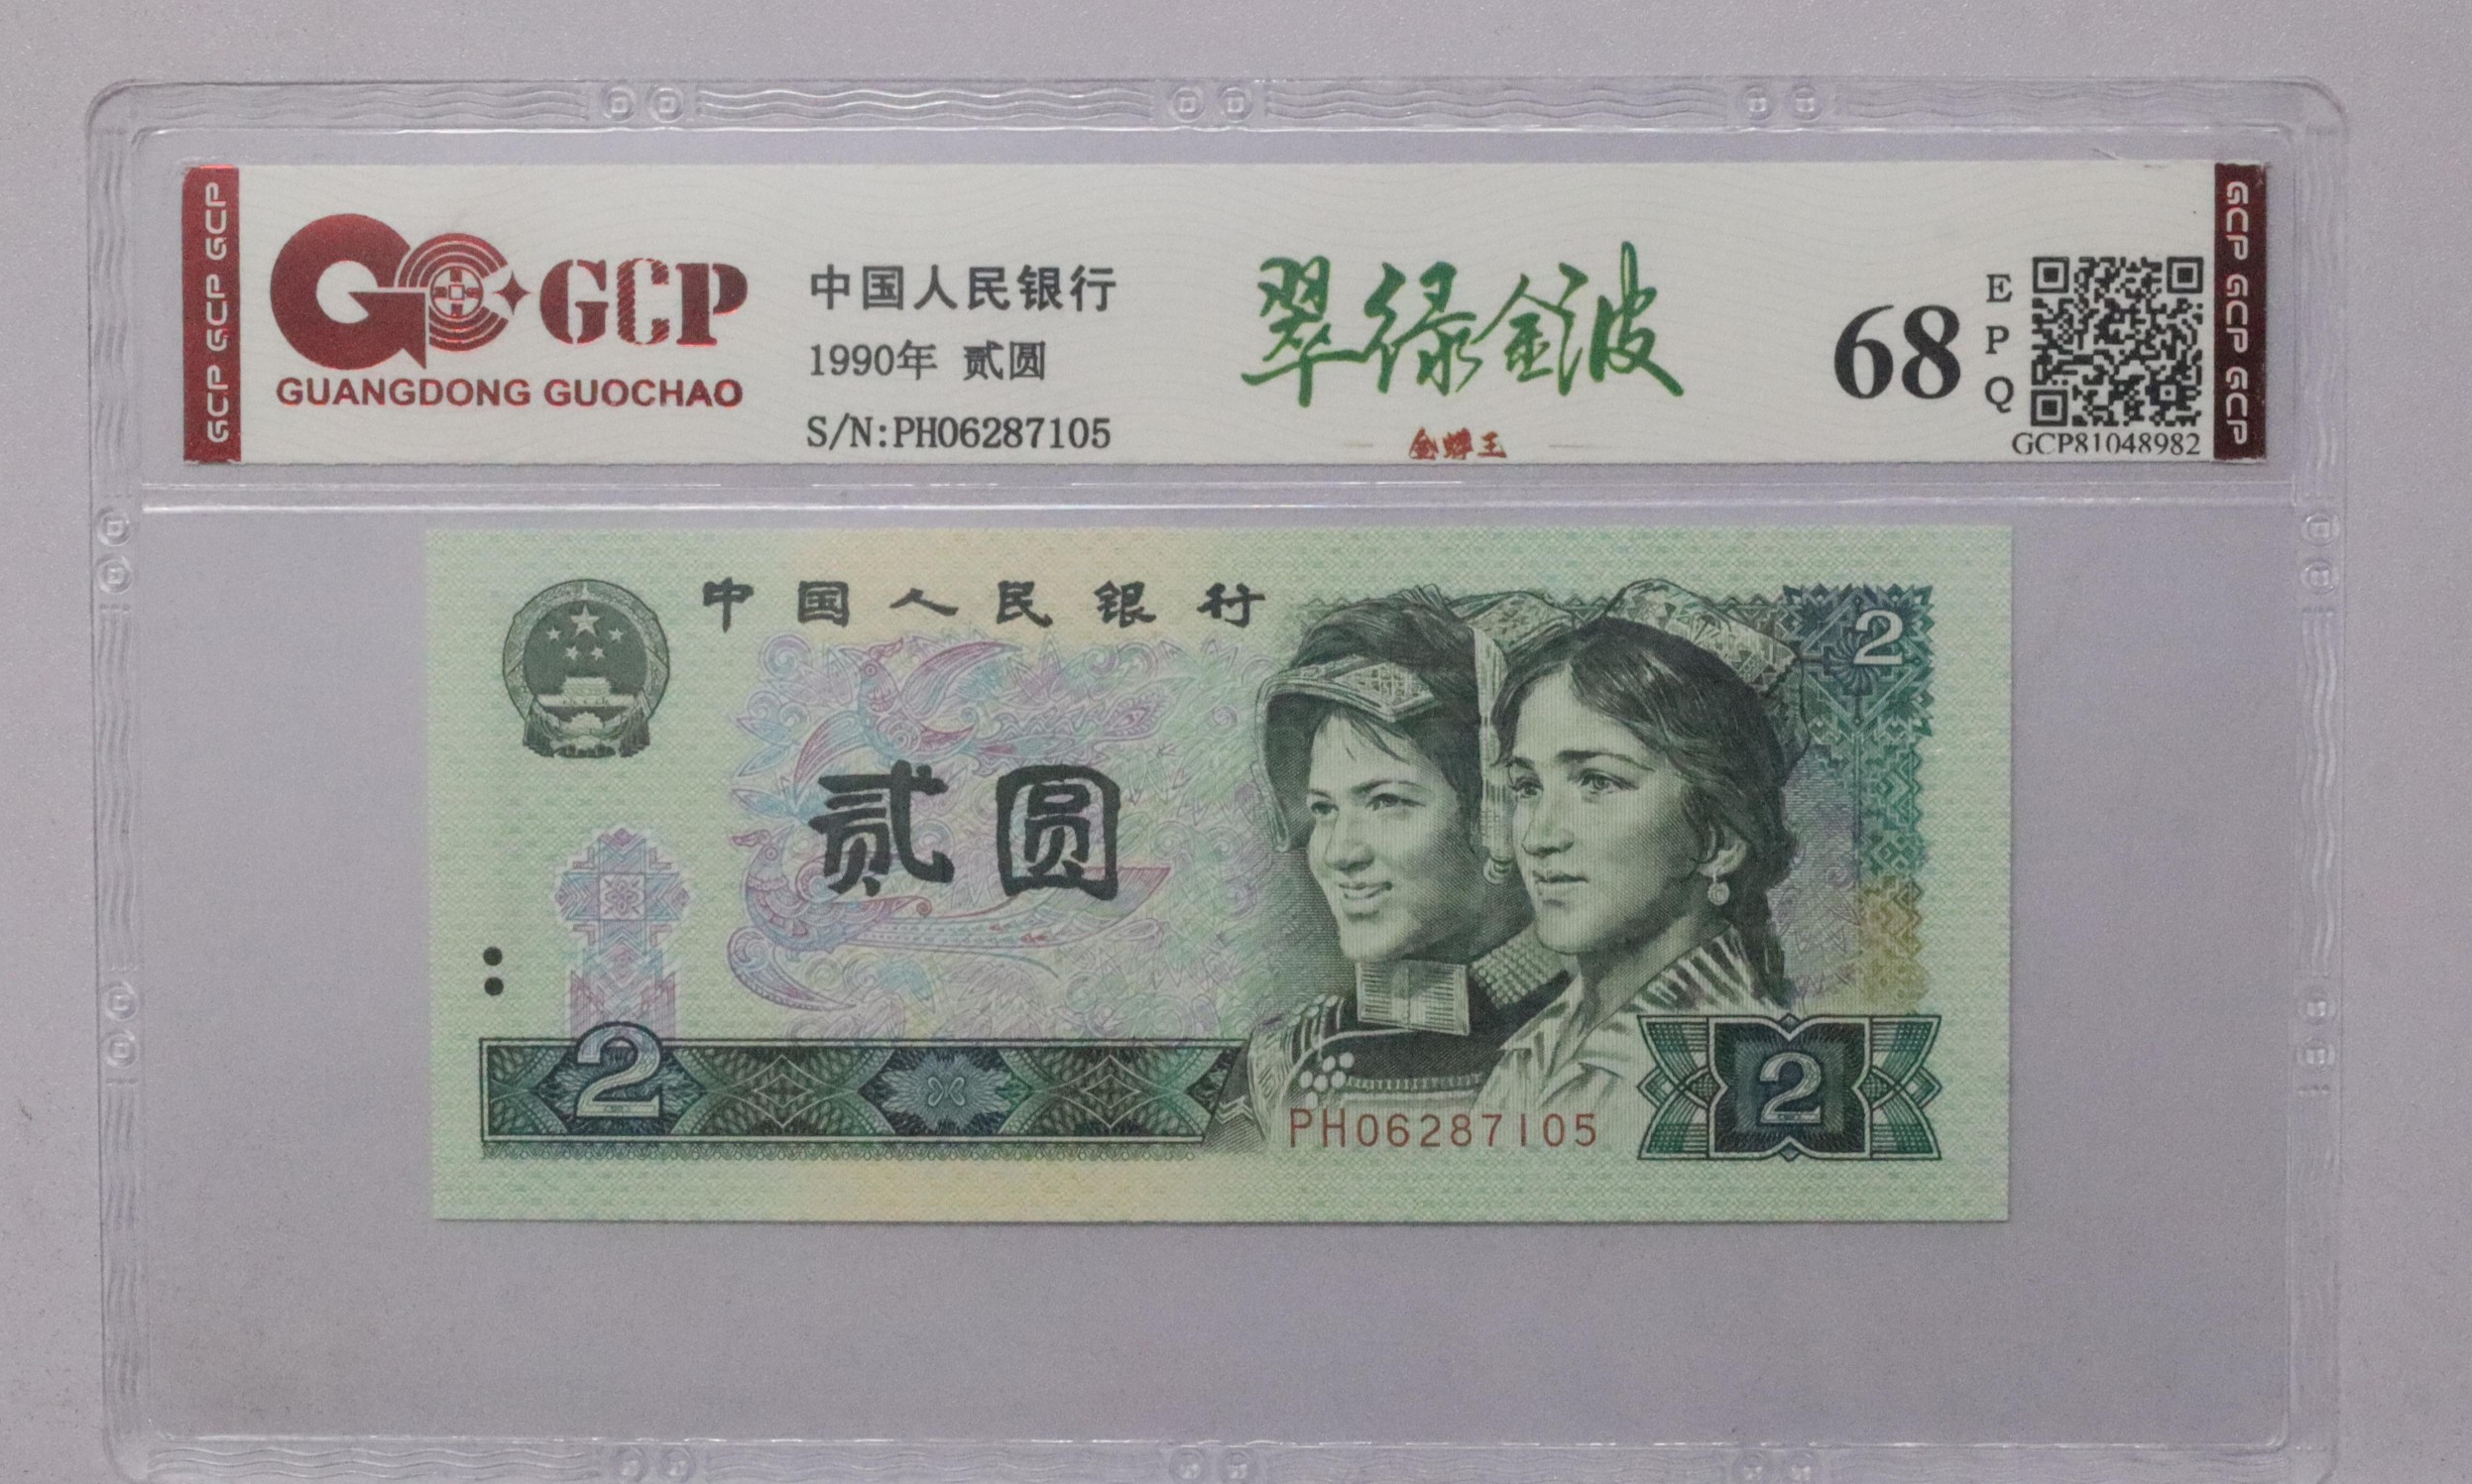 GCP GCP GCP
GCP
GUANGDONG GUOCHAO
中国人民银行
1990年 贰圆
S/N:PH06287105
翠绿金波
金蟒王
68
EPQ
GCP81048982
GCP GCP GCP
中国人民银行
2
贰圆
2
PH06287105
2